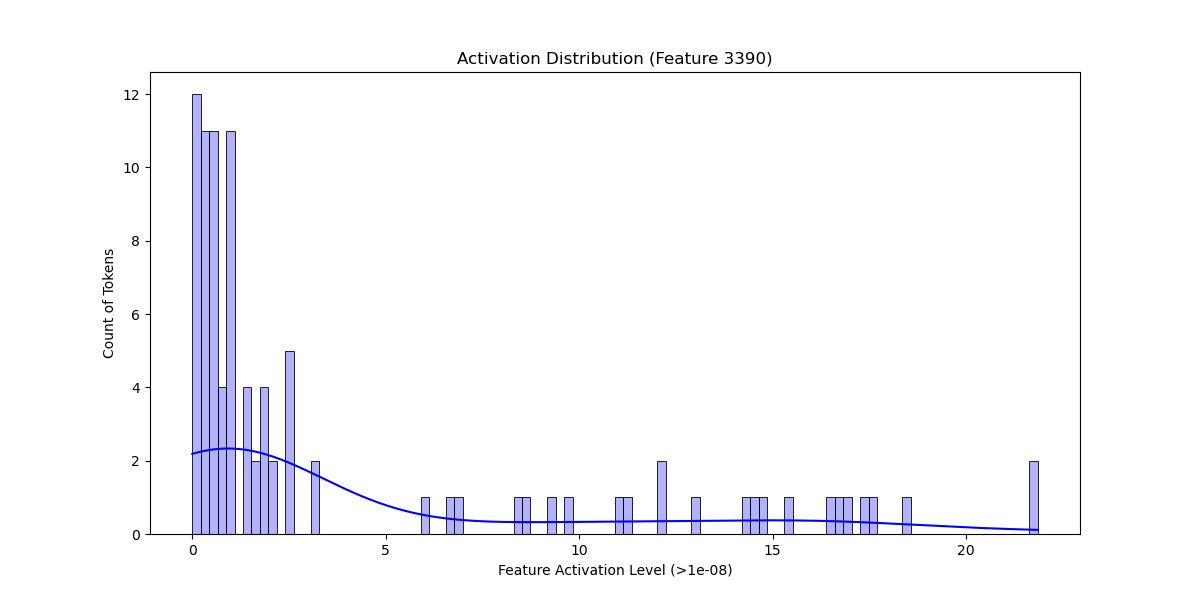 Activation Distribution (Feature 3390)
12
10
8
6
4
2
0
Count of Tokens
0 5 10 15 20
Feature Activation Level (>1e-08)